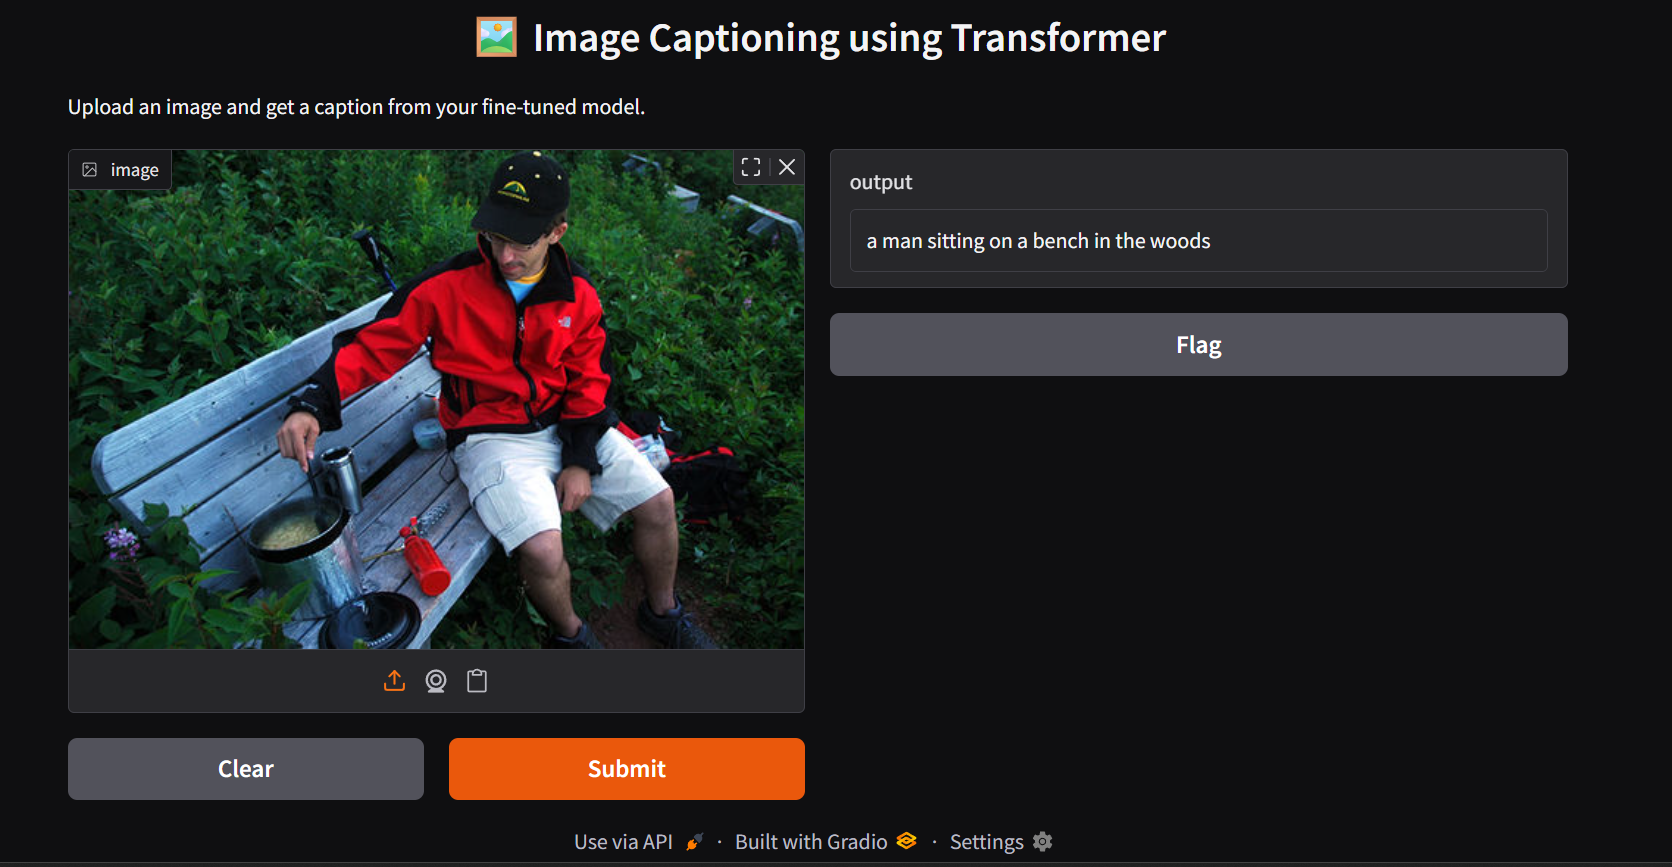 Image Captioning using Transformer
Upload an image and get a caption from your fine-tuned model.
image
output
a man sitting on a bench in the woods
Flag
Clear
Submit
Use via API · Built with Gradio · Settings